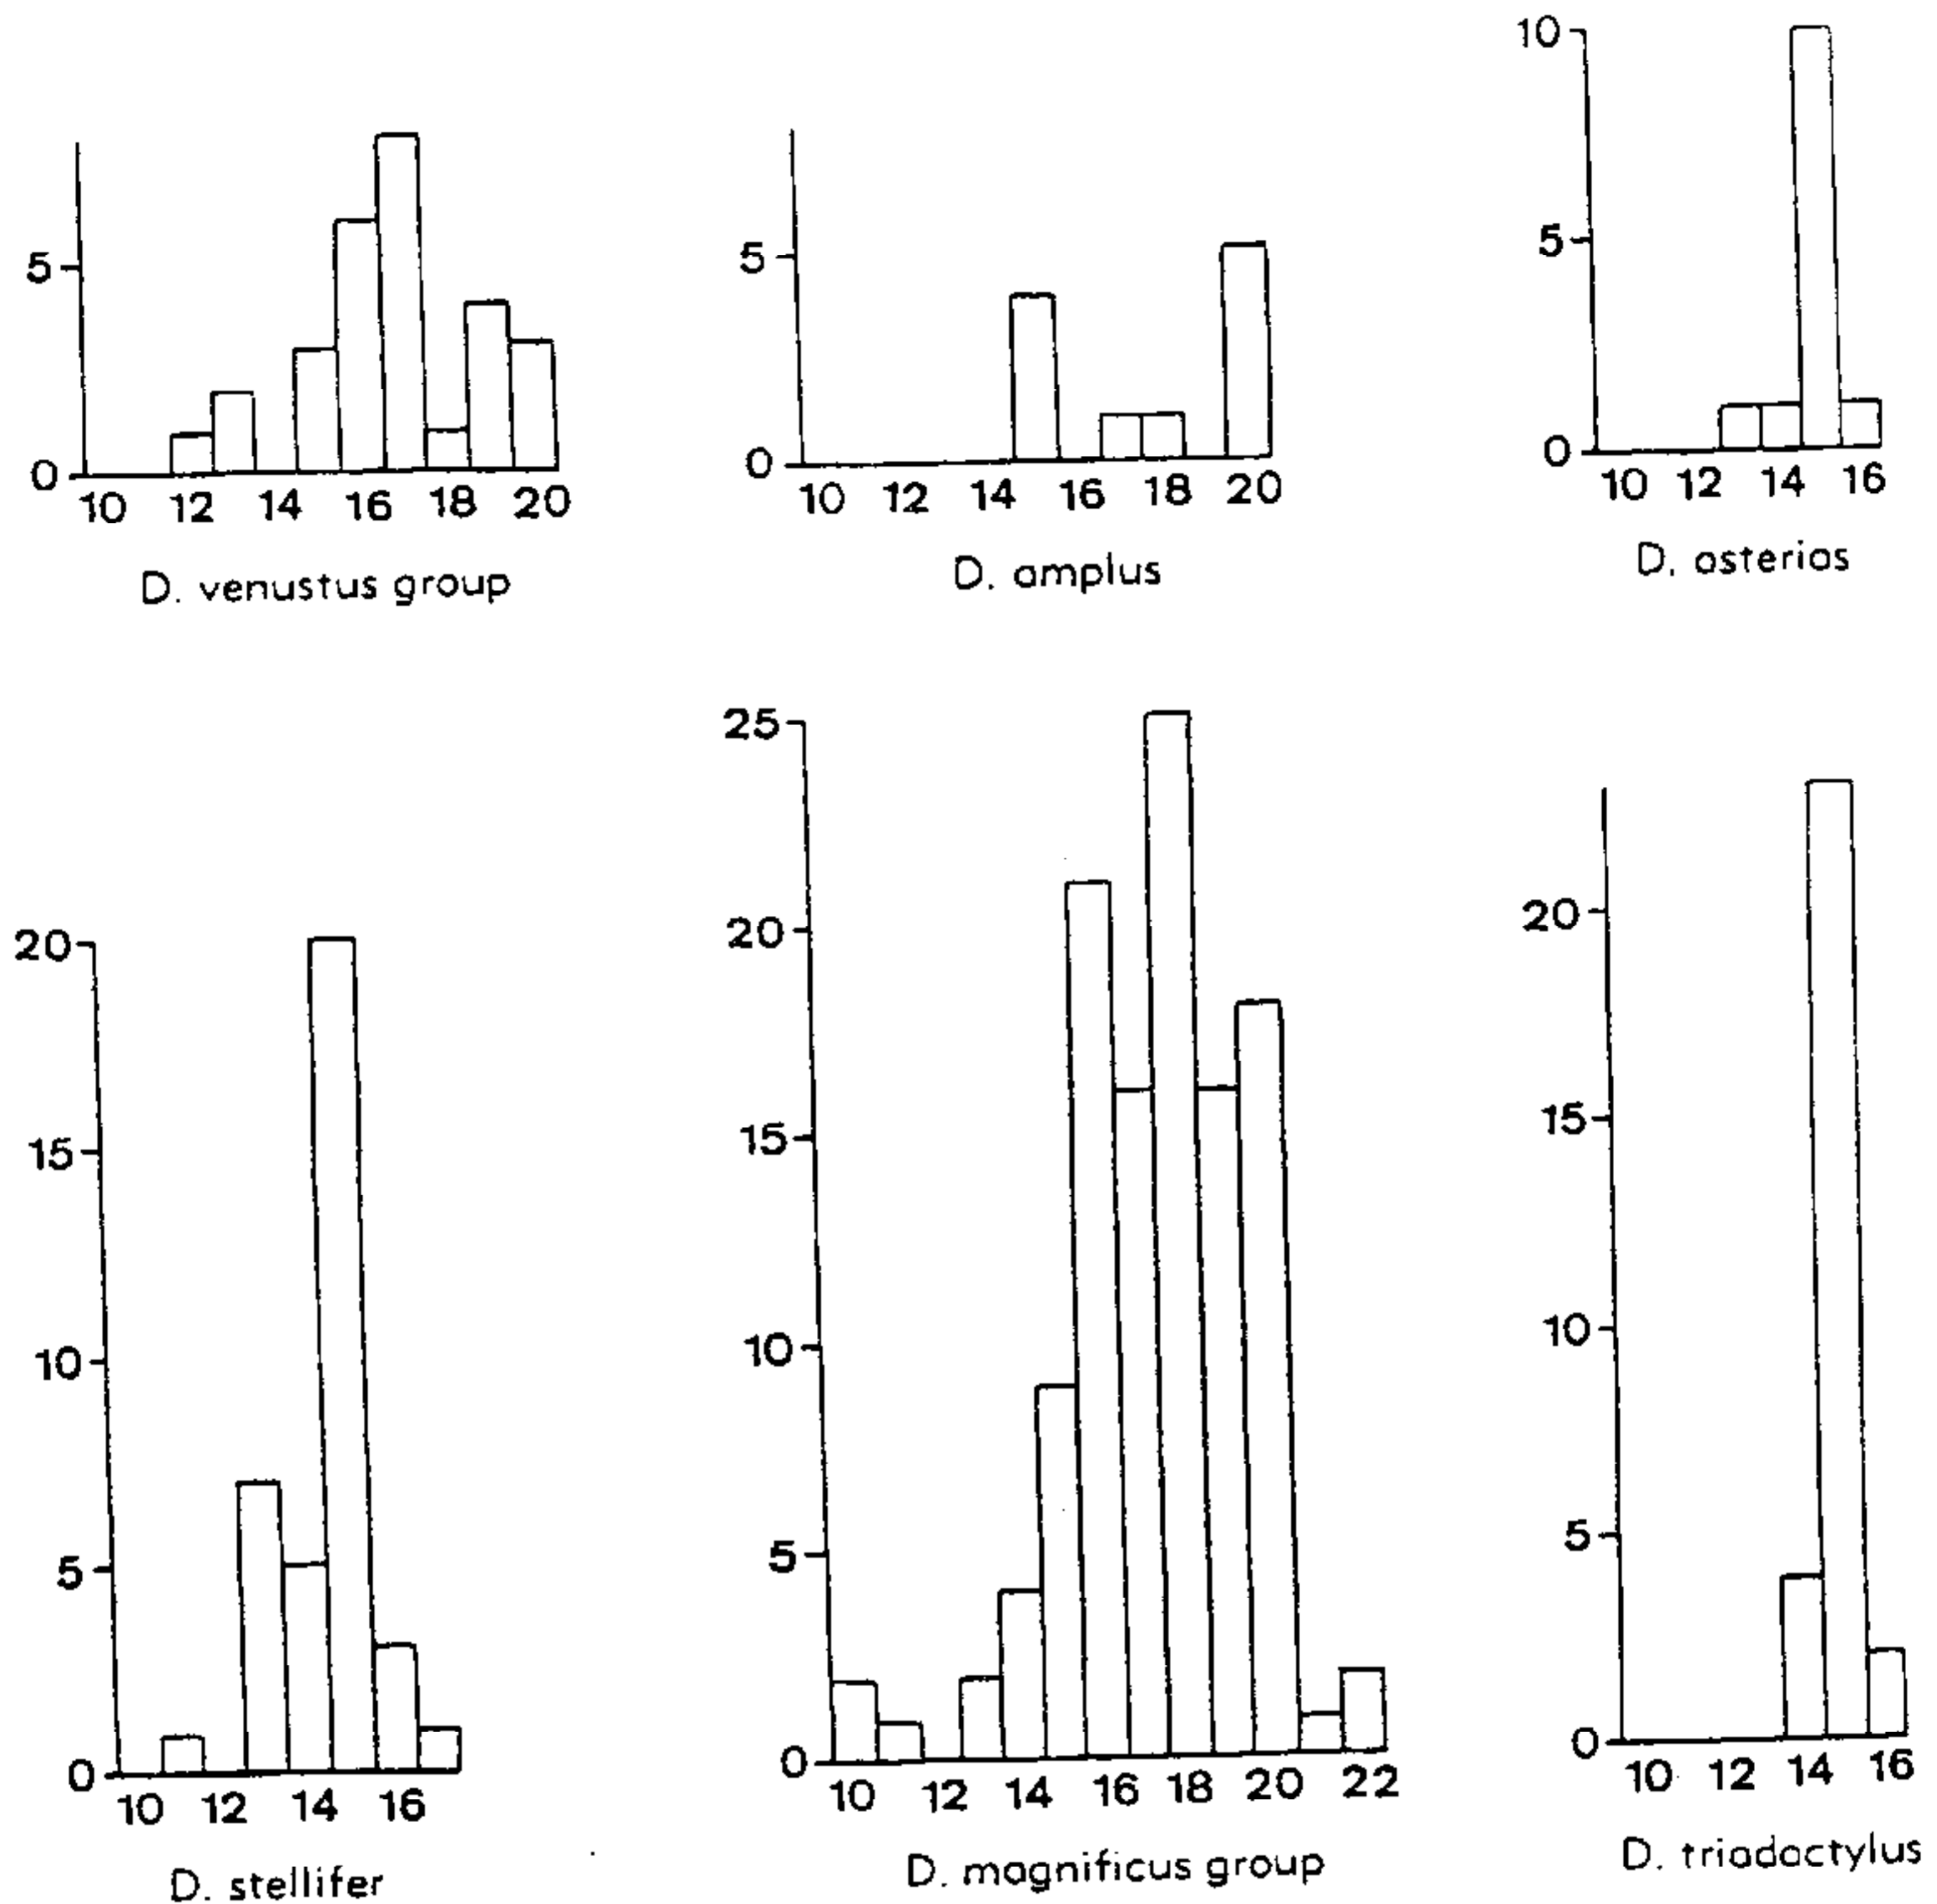 10
5
0
5
0
5
0
10 12 14 16 18 20
10 12 14 16 18 20
10 12 14 16
D. venustus group
D. amplus
D. asterias
25
20
15
10
5
0
20
15
10
5
0
20
15
10
5
0
10 12 14 16
10 12 14 16 18 20 22
10 12 14 16
D. stellifer
D. magnificus group
D. triadactylus